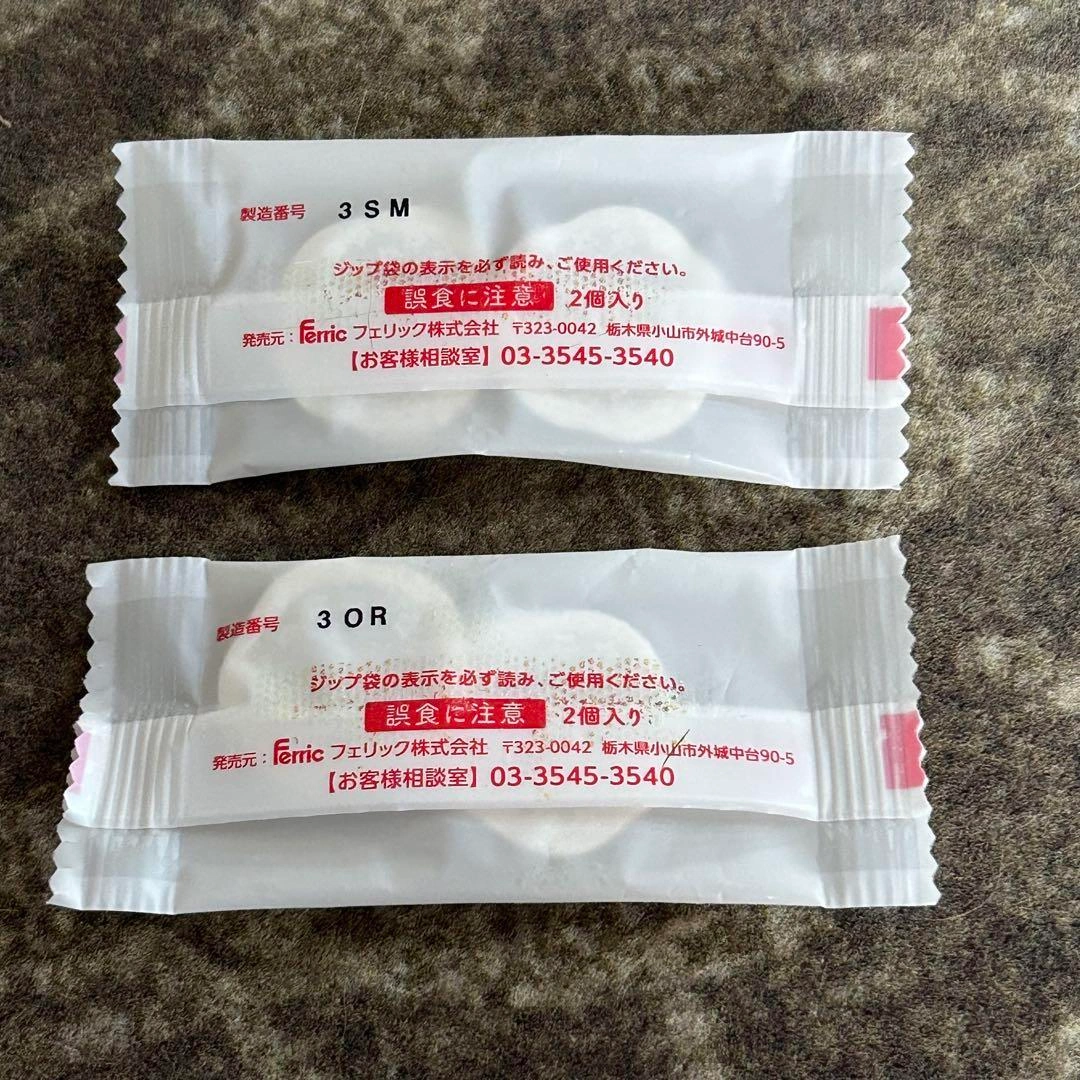 製造番号 3SM
ジップ袋の表示を必ず読み、ご使用ください。
誤食に注意 2個入り
発売元：Ferric フェリック株式会社 〒323-0042 栃木県小山市外城中台90-5
【お客様相談室】03-3545-3540
製造番号 3OR
ジップ袋の表示を必ず読み、ご使用ください。
誤食に注意 2個入り
発売元：Ferric フェリック株式会社 〒323-0042 栃木県小山市外城中台90-5
【お客様相談室】03-3545-3540